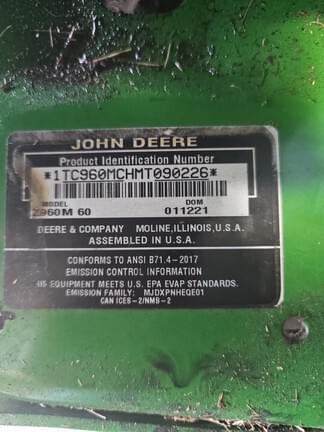 JOHN DEERE
Product Identification Number
*1TC960MCHMT090226*
MODEL DOM
Z960M 60 011221
DEERE & COMPANY MOLINE, ILLINOIS, U.S.A.
ASSEMBLED IN U.S.A.
CONFORMS TO ANSI B71.4-2017
EMISSION CONTROL INFORMATION
EQUIPMENT MEETS U.S. EPA EVAP STANDARDS.
EMISSION FAMILY: MJDXPNHEQE01
CAN ICES-2/NMB-2